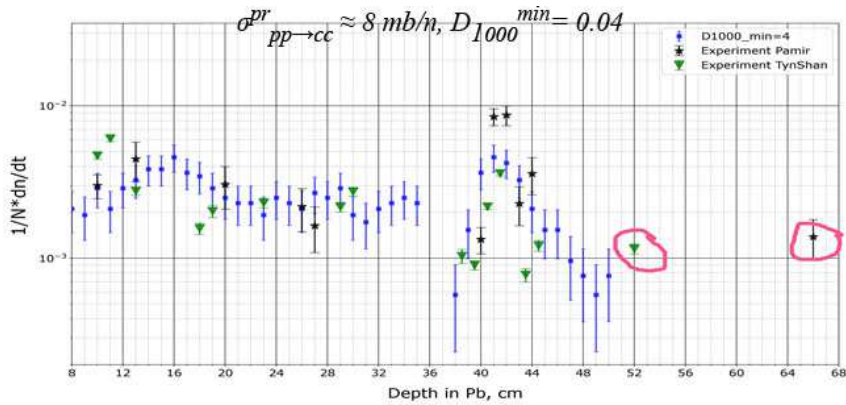 σ^pr_pp→cc ≈ 8 mb/n, D_1000^min = 0.04
D1000_min=4
Experiment Pamir
Experiment TynShan
10⁻²
10⁻³
1/N*dn/dt
8 12 16 20 24 28 32 36 40 44 48 52 56 60 64 68
Depth in Pb, cm